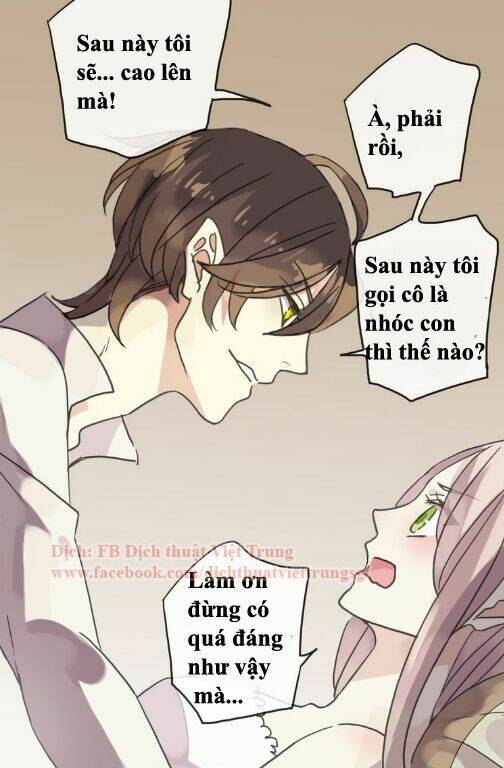 Sau này tôi
sẽ... cao lên
mà!
À, phải
rồi,
Sau này tôi
gọi cô là
nhóc con
thì thế nào?
Dịch: FB Dịch thuật Việt Trung
www.facebook.com/dichthuatviettrungsg
Làm ơn
đừng có
quá đáng
như vậy
mà...